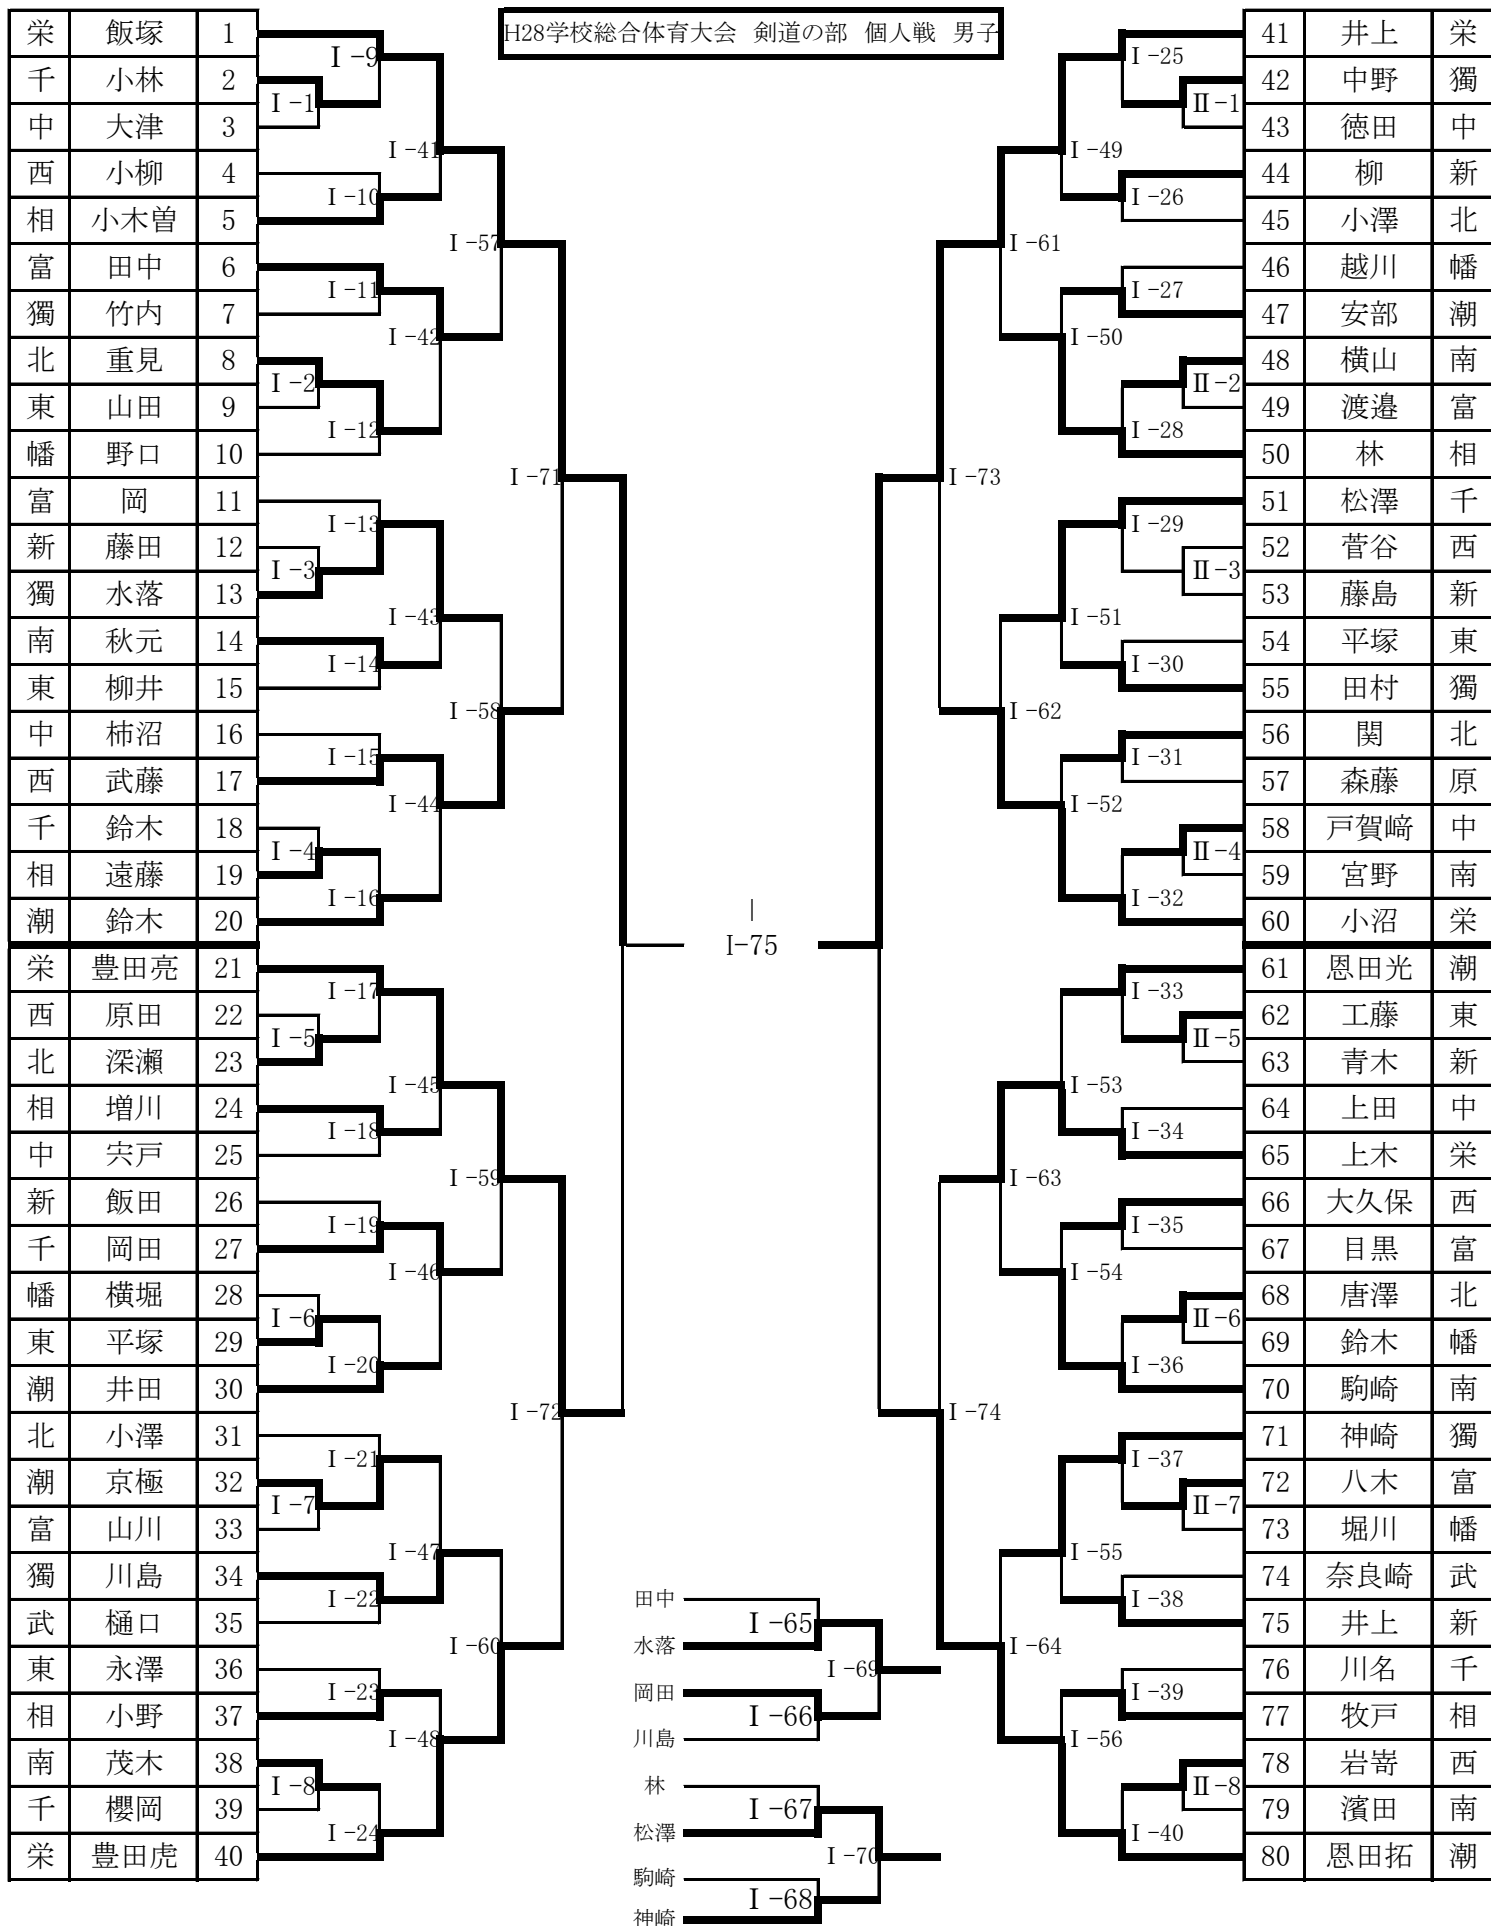 H28学校総合体育大会 剣道の部 個人戦 男子
栄 飯塚 1
千 小林 2
中 大津 3
西 小柳 4
相 小木曽 5
富 田中 6
獨 竹内 7
北 重見 8
東 山田 9
幡 野口 10
富 岡 11
新 藤田 12
獨 水落 13
南 秋元 14
東 柳井 15
中 柿沼 16
西 武藤 17
千 鈴木 18
相 遠藤 19
潮 鈴木 20
栄 豊田亮 21
西 原田 22
北 深瀬 23
相 増川 24
中 宍戸 25
新 飯田 26
千 岡田 27
幡 横堀 28
東 平塚 29
潮 井田 30
北 小澤 31
潮 京極 32
富 山川 33
獨 川島 34
武 樋口 35
東 永澤 36
相 小野 37
南 茂木 38
千 櫻岡 39
栄 豊田虎 40
Ⅰ-1
Ⅰ-2
Ⅰ-3
Ⅰ-4
Ⅰ-5
Ⅰ-6
Ⅰ-7
Ⅰ-8
Ⅰ-9
Ⅰ-10
Ⅰ-11
Ⅰ-12
Ⅰ-13
Ⅰ-14
Ⅰ-15
Ⅰ-16
Ⅰ-17
Ⅰ-18
Ⅰ-19
Ⅰ-20
Ⅰ-21
Ⅰ-22
Ⅰ-23
Ⅰ-24
Ⅰ-41
Ⅰ-42
Ⅰ-43
Ⅰ-44
Ⅰ-45
Ⅰ-46
Ⅰ-47
Ⅰ-48
Ⅰ-57
Ⅰ-58
Ⅰ-59
Ⅰ-60
Ⅰ-71
Ⅰ-72
|
I-75
田中
水落
岡田
川島
林
松澤
駒崎
神崎
Ⅰ-65
Ⅰ-66
Ⅰ-67
Ⅰ-68
Ⅰ-69
Ⅰ-70
Ⅰ-73
Ⅰ-74
Ⅰ-61
Ⅰ-62
Ⅰ-63
Ⅰ-64
Ⅰ-49
Ⅰ-50
Ⅰ-51
Ⅰ-52
Ⅰ-53
Ⅰ-54
Ⅰ-55
Ⅰ-56
Ⅰ-25
Ⅰ-26
Ⅰ-27
Ⅰ-28
Ⅰ-29
Ⅰ-30
Ⅰ-31
Ⅰ-32
Ⅰ-33
Ⅰ-34
Ⅰ-35
Ⅰ-36
Ⅰ-37
Ⅰ-38
Ⅰ-39
Ⅰ-40
Ⅱ-1
Ⅱ-2
Ⅱ-3
Ⅱ-4
Ⅱ-5
Ⅱ-6
Ⅱ-7
Ⅱ-8
41 井上 栄
42 中野 獨
43 徳田 中
44 柳 新
45 小澤 北
46 越川 幡
47 安部 潮
48 横山 南
49 渡邉 富
50 林 相
51 松澤 千
52 菅谷 西
53 藤島 新
54 平塚 東
55 田村 獨
56 関 北
57 森藤 原
58 戸賀﨑 中
59 宮野 南
60 小沼 栄
61 恩田光 潮
62 工藤 東
63 青木 新
64 上田 中
65 上木 栄
66 大久保 西
67 目黒 富
68 唐澤 北
69 鈴木 幡
70 駒崎 南
71 神崎 獨
72 八木 富
73 堀川 幡
74 奈良崎 武
75 井上 新
76 川名 千
77 牧戸 相
78 岩嵜 西
79 濱田 南
80 恩田拓 潮